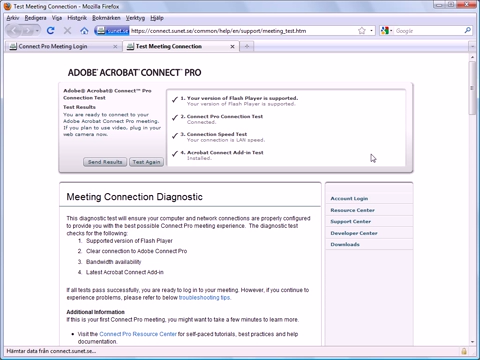 Test Meeting Connection - Mozilla Firefox
Arkiv Redigera Visa Historik Bokmärken Verktyg Hjälp
sunet.se https://connect.sunet.se/common/help/en/support/meeting_test.htm
Google
Connect Pro Meeting Login
Test Meeting Connection
ADOBE® ACROBAT® CONNECT™ PRO
Adobe® Acrobat® Connect™ Pro
Connection Test
Test Results
You are ready to connect to your
Adobe Acrobat Connect Pro meeting.
If you plan to use video, plug in your
web camera now.
Send Results Test Again
1. Your version of Flash Player is supported.
Your version of Flash Player is supported.
2. Connect Pro Connection Test
Connected.
3. Connection Speed Test
Your connection is LAN speed.
4. Acrobat Connect Add-in Test
Installed.
Meeting Connection Diagnostic
This diagnostic test will ensure your computer and network connections are properly configured
to provide you with the best possible Connect Pro meeting experience. The diagnostic test
checks for the following:
1. Supported version of Flash Player
2. Clear connection to Adobe Connect Pro
3. Bandwidth availability
4. Latest Acrobat Connect Add-in
If all tests pass successfully, you are ready to log in to your meeting. However, if you continue to
experience problems, please refer to below troubleshooting tips.
Additional Information
If this is your first Connect Pro meeting, you might want to take a few minutes to learn more.
• Visit the Connect Pro Resource Center for self-paced tutorials, best practices and help
documentation.
Account Login
Resource Center
Support Center
Developer Center
Downloads
Hämtar data från connect.sunet.se...